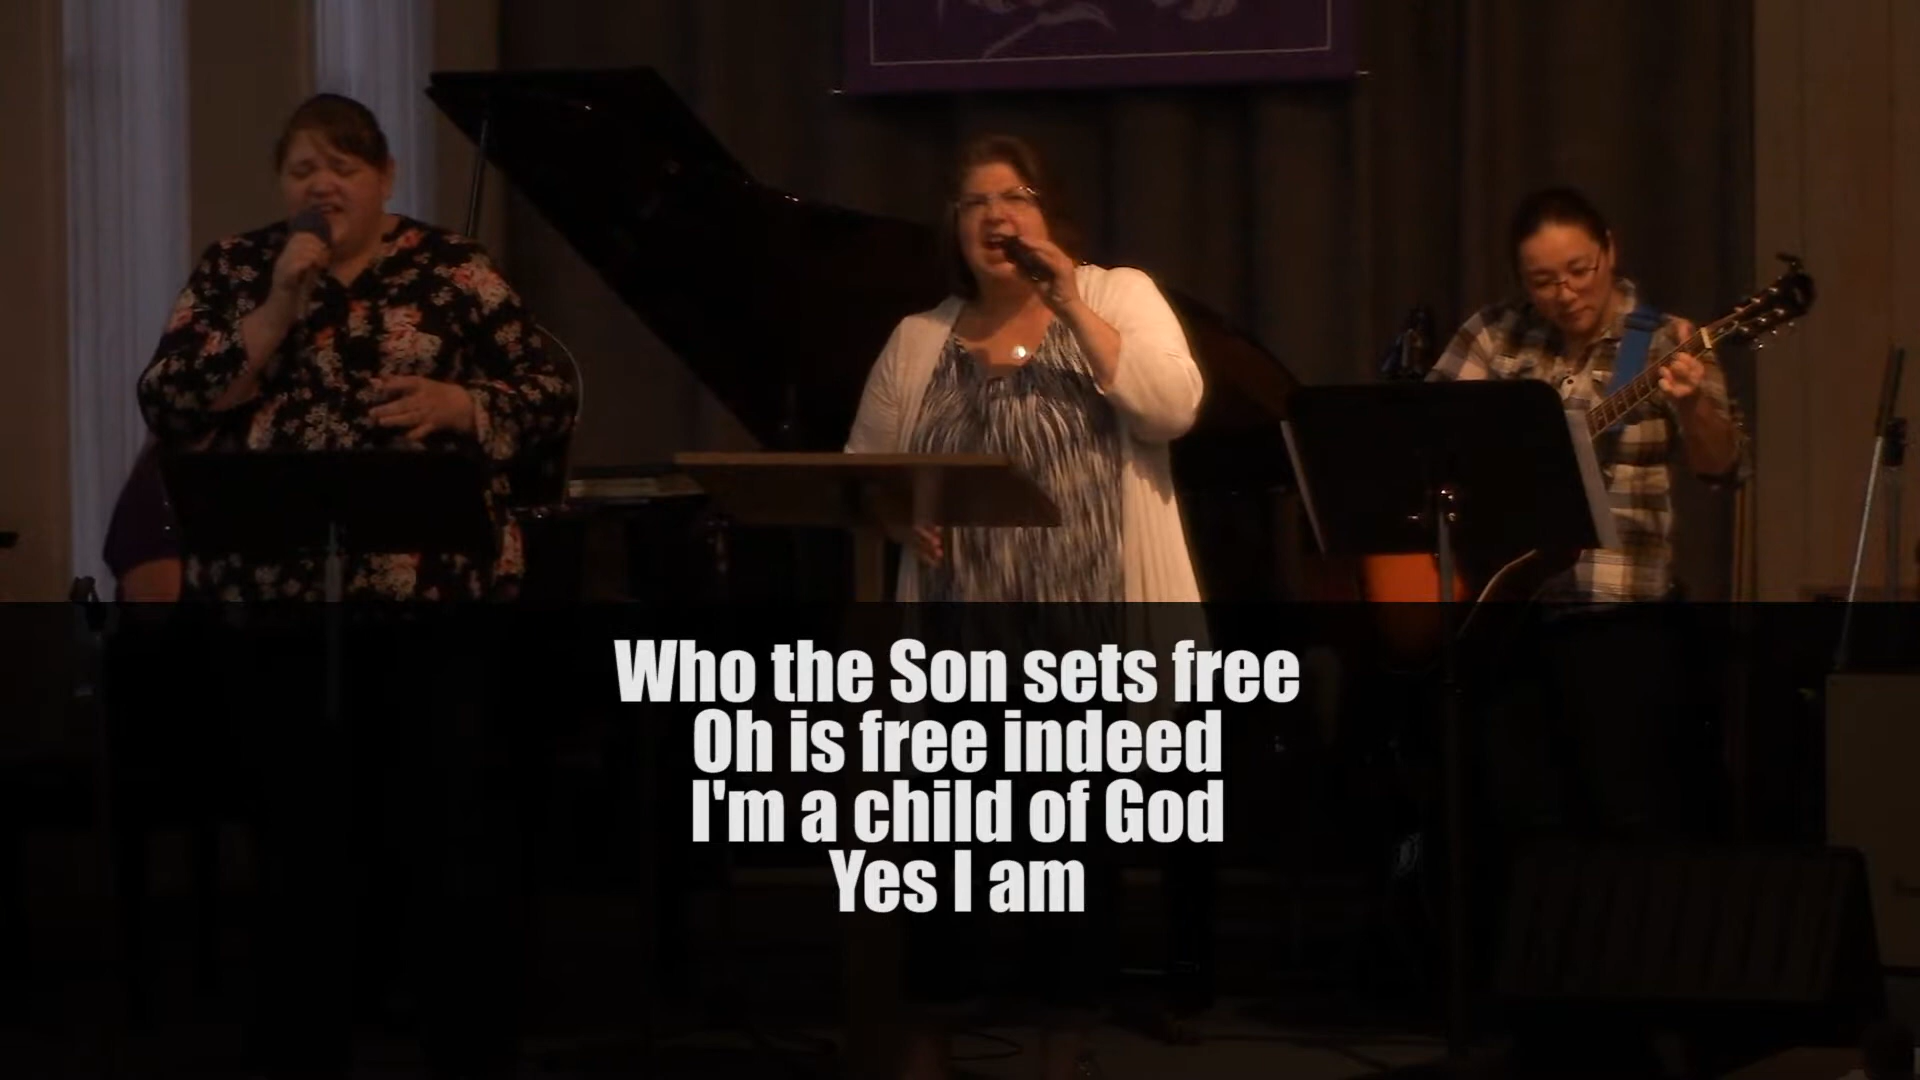 Who the Son sets free
Oh is free indeed
I'm a child of God
Yes I am